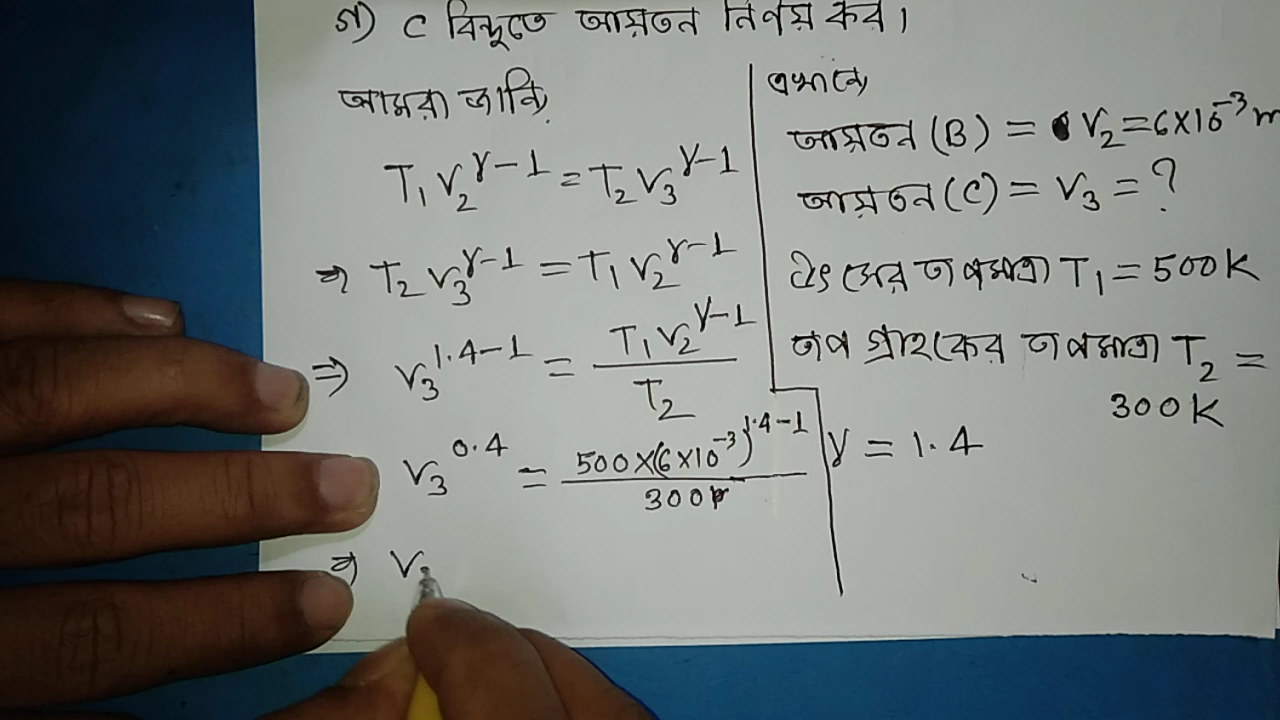 গ) C বিন্দুতে আয়তন নির্ণয় কর।
আমরা জানি,
T₁V₂^γ-1 = T₂V₃^γ-1
⇒ T₂V₃^γ-1 = T₁V₂^γ-1
⇒ V₃^1.4-1 = T₁V₂^γ-1 / T₂
V₃^0.4 = 500×(6×10⁻³)^1.4-1 / 300
⇒ V
এখানে,
আয়তন (B) = V₂ = 6×10⁻³ m
আয়তন (C) = V₃ = ?
উৎসের তাপমাত্রা T₁ = 500K
তাপ গ্রাহকের তাপমাত্রা T₂ =
300K
γ = 1.4